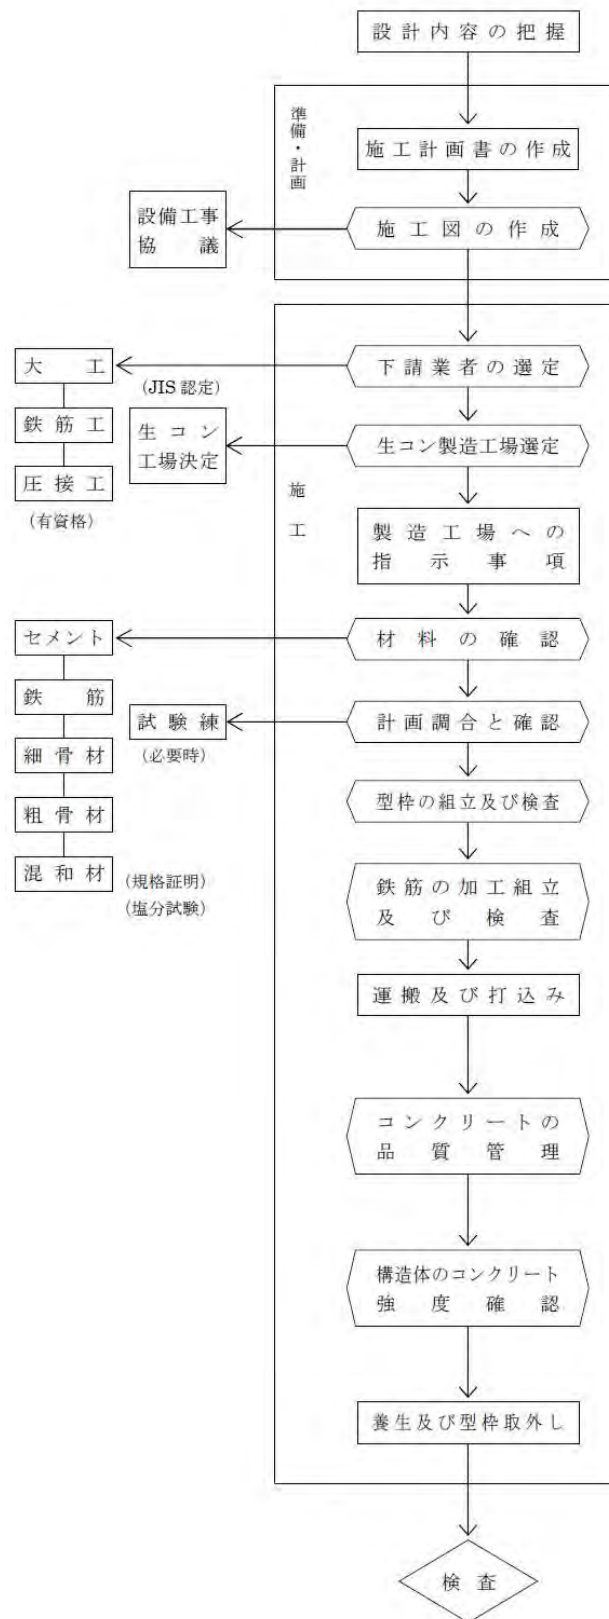 設計内容の把握
準備・計画
施工計画書の作成
設備工事
協議
施工図の作成
下請業者の選定
大工
(JIS 認定)
鉄筋工
生コン
工場決定
生コン製造工場選定
圧接工
(有資格)
施工
製造工場への
指示事項
セメント
材料の確認
鉄筋
試験練
(必要時)
計画調合と確認
細骨材
型枠の組立及び検査
粗骨材
混和材
(規格証明)
(塩分試験)
鉄筋の加工組立
及び検査
運搬及び打込み
コンクリートの
品質管理
構造体のコンクリート
強度確認
養生及び型枠取外し
検査